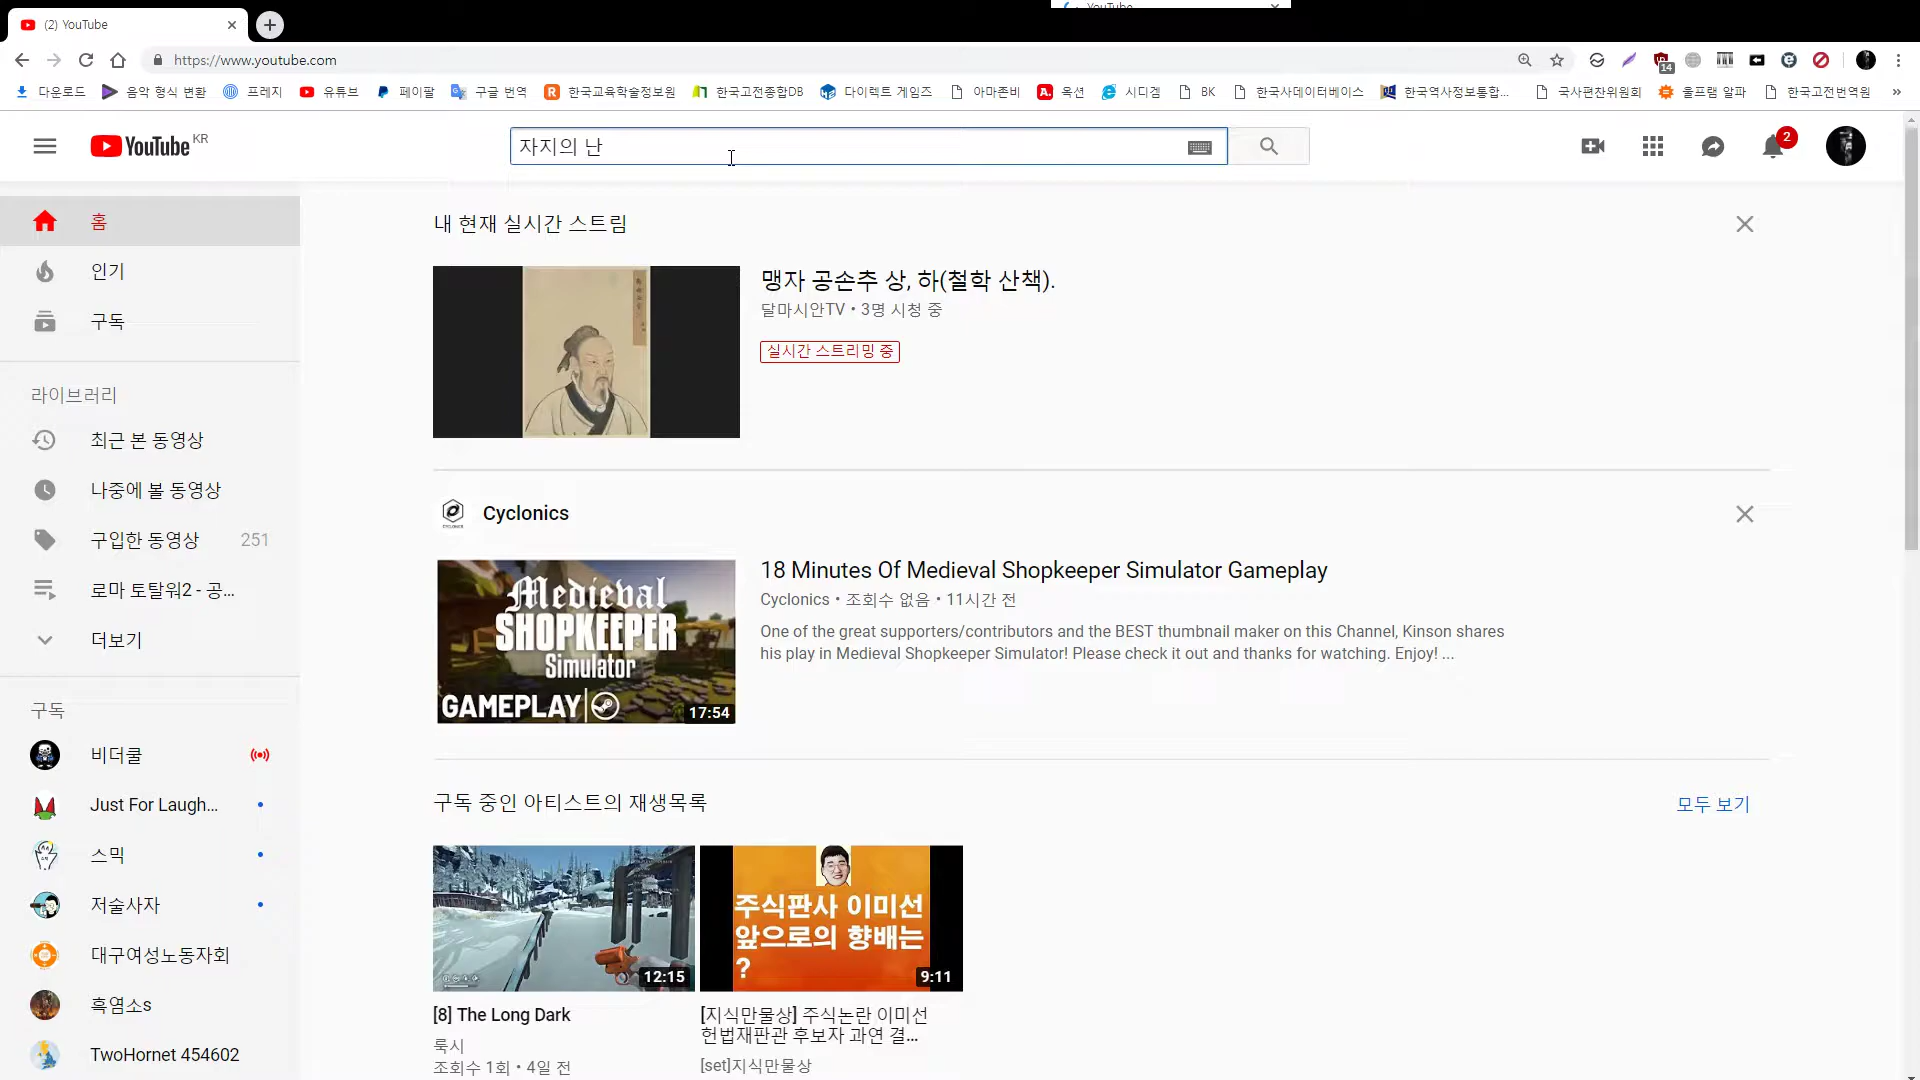 YouTube
(2) YouTube
https://www.youtube.com
14
다운로드 음악 형식 변환 프레지 유튜브 페이팔 구글 번역 한국교육학술정보원 한국고전종합DB 다이렉트 게임즈 아마존비 옥션 시디겜 BK 한국사데이터베이스 한국역사정보통합... 국사편찬위원회 울프램 알파 한국고전번역원 »
YouTube KR
자지의 난
2
홈
인기
구독
라이브러리
최근 본 동영상
나중에 볼 동영상
구입한 동영상 251
로마 토탈워2 - 공...
더보기
구독
비더쿨
Just For Laugh...
스믹
저술사자
대구여성노동자회
흑염소s
TwoHornet 454602
내 현재 실시간 스트림
맹자 공손추 상, 하(철학 산책).
달마시안TV • 3명 시청 중
실시간 스트리밍 중
CYCLONICS
Cyclonics
Medieval
SHOPKEEPER
Simulator
GAMEPLAY
17:54
18 Minutes Of Medieval Shopkeeper Simulator Gameplay
Cyclonics • 조회수 없음 • 11시간 전
One of the great supporters/contributors and the BEST thumbnail maker on this Channel, Kinson shares
his play in Medieval Shopkeeper Simulator! Please check it out and thanks for watching. Enjoy! ...
구독 중인 아티스트의 재생목록
모두 보기
12:15
[8] The Long Dark
룩시
조회수 1회 • 4일 전
주식판사 이미선
앞으로의 향배는
?
9:11
[지식만물상] 주식논란 이미선
헌법재판관 후보자 과연 결...
[set]지식만물상